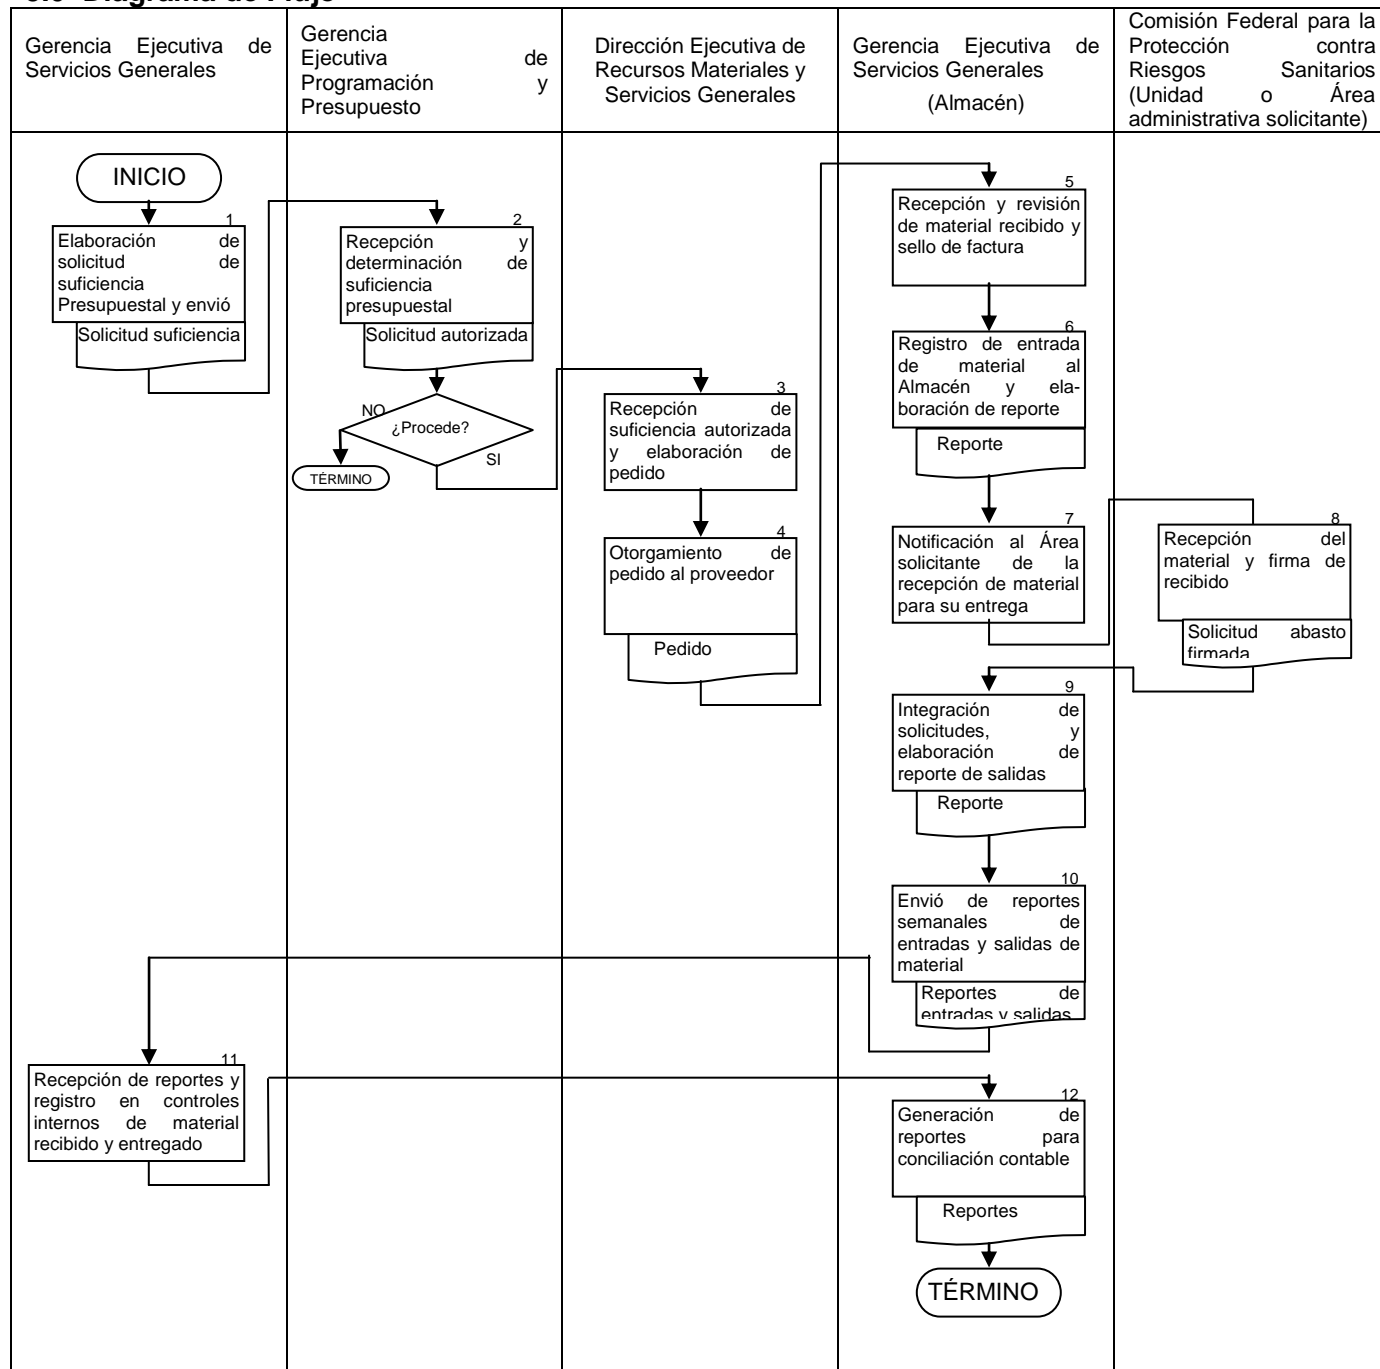 Gerencia Ejecutiva de
Servicios Generales
Gerencia
Ejecutiva de
Programación y
Presupuesto
Dirección Ejecutiva de
Recursos Materiales y
Servicios Generales
Gerencia Ejecutiva de
Servicios Generales
(Almacén)
Comisión Federal para la
Protección contra
Riesgos Sanitarios
(Unidad o Área
administrativa solicitante)
INICIO
1
Elaboración de
solicitud de
suficiencia
Presupuestal y envió
Solicitud suficiencia
2
Recepción y
determinación de
suficiencia
presupuestal
Solicitud autorizada
¿Procede?
NO
SI
TÉRMINO
3
Recepción de
suficiencia autorizada
y elaboración de
pedido
4
Otorgamiento de
pedido al proveedor
Pedido
5
Recepción y revisión
de material recibido y
sello de factura
6
Registro de entrada
de material al
Almacén y ela-
boración de reporte
Reporte
7
Notificación al Área
solicitante de la
recepción de material
para su entrega
8
Recepción del
material y firma de
recibido
Solicitud abasto
firmada
9
Integración de
solicitudes, y
elaboración de
reporte de salidas
Reporte
10
Envió de reportes
semanales de
entradas y salidas de
material
Reportes de
entradas y salidas
11
Recepción de reportes y
registro en controles
internos de material
recibido y entregado
12
Generación de
reportes para
conciliación contable
Reportes
TÉRMINO